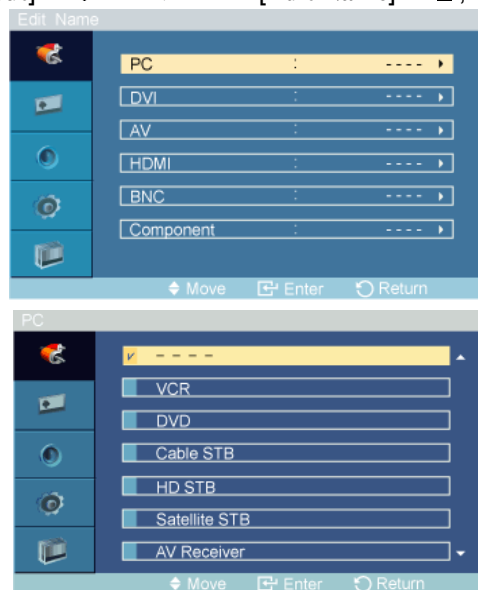 Edit Name
PC : - - - -
DVI : - - - -
AV : - - - -
HDMI : - - - -
BNC : - - - -
Component : - - - -
Move Enter Return
PC
- - - -
VCR
DVD
Cable STB
HD STB
Satellite STB
AV Receiver
Move Enter Return